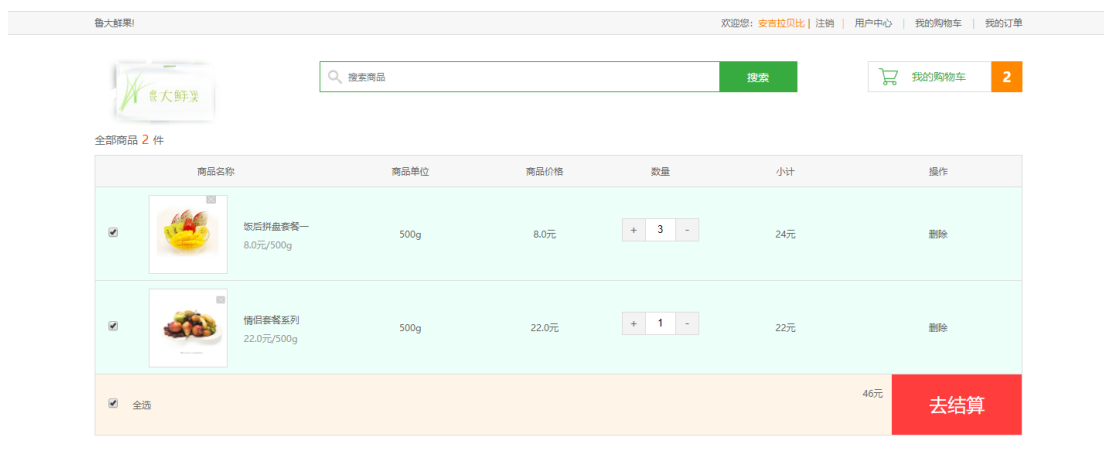 鲁大鲜果!
欢迎您：安吉拉贝比 | 注销 | 用户中心 | 我的购物车 | 我的订单
鲁大鲜果
搜索商品 搜索
我的购物车 2
全部商品 2 件
商品名称 商品单位 商品价格 数量 小计 操作
饭后拼盘套餐一
8.0元/500g
500g 8.0元 + 3 - 24元 删除
情侣套餐系列
22.0元/500g
500g 22.0元 + 1 - 22元 删除
全选 46元 去结算